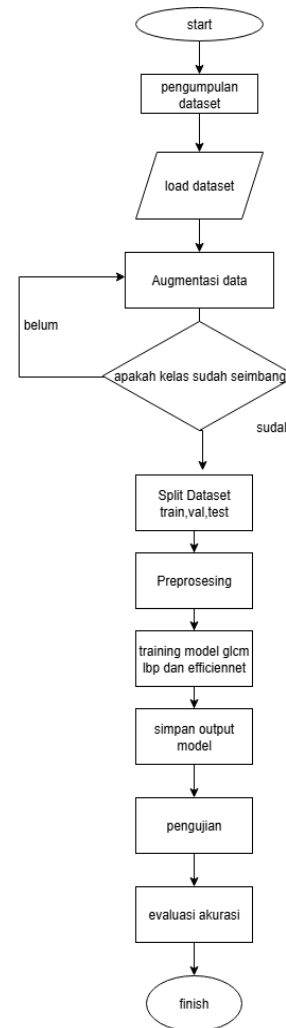 start
pengumpulan
dataset
load dataset
Augmentasi data
belum
apakah kelas sudah seimbang
sudah
Split Dataset
train,val,test
Preprosesing
training model glcm
lbp dan efficiennet
simpan output
model
pengujian
evaluasi akurasi
finish